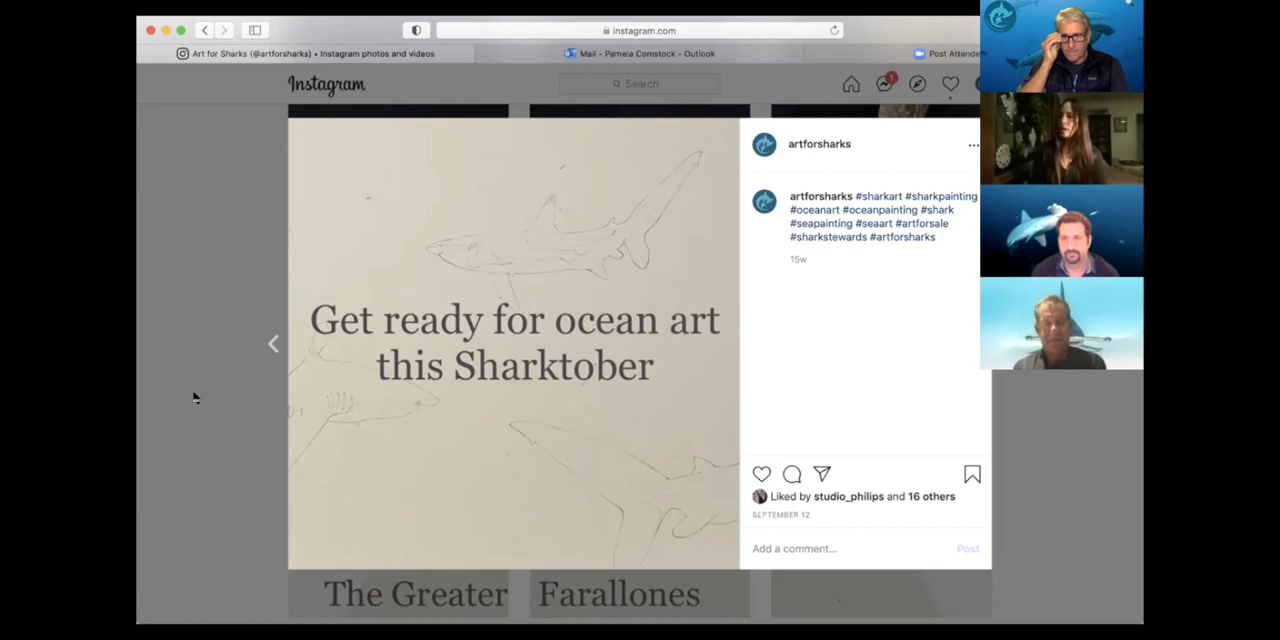 instagram.com
Art for Sharks (@artforsharks) • Instagram photos and videos
Mail - Pamela Comstock - Outlook
Post Attende
Instagram
Search
1
Get ready for ocean art
this Sharktober
artforsharks
artforsharks #sharkart #sharkpainting
#oceanart #oceanpainting #shark
#seapainting #seaart #artforsale
#sharkstewards #artforsharks
15w
Liked by studio_philips and 16 others
SEPTEMBER 12
Add a comment...
Post
The Greater
Farallones